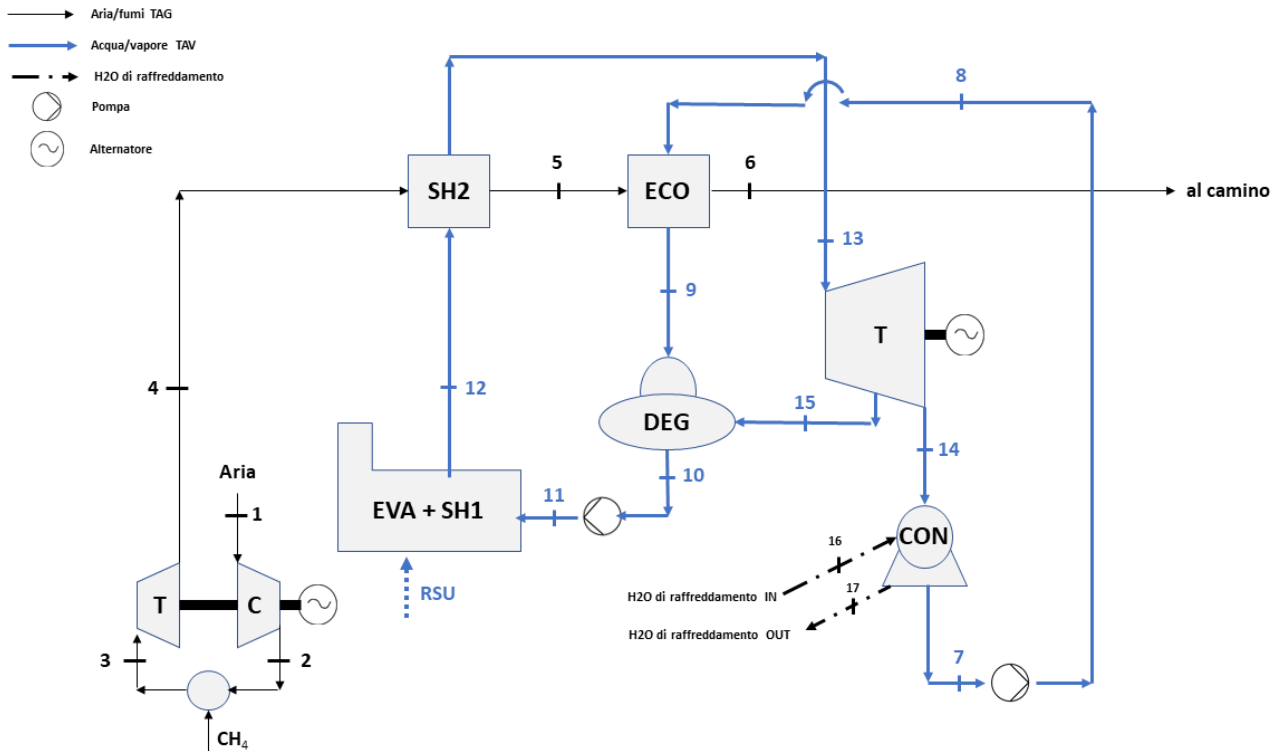 Aria/fumi TAG
Acqua/vapore TAV
H2O di raffreddamento
Pompa
Alternatore
8
5
6
SH2
ECO
al camino
13
9
T
4
12
15
DEG
14
10
Aria
11
EVA + SH1
1
CON
16
RSU
H2O di raffreddamento IN
17
T
C
H2O di raffreddamento OUT
3
2
7
CH4